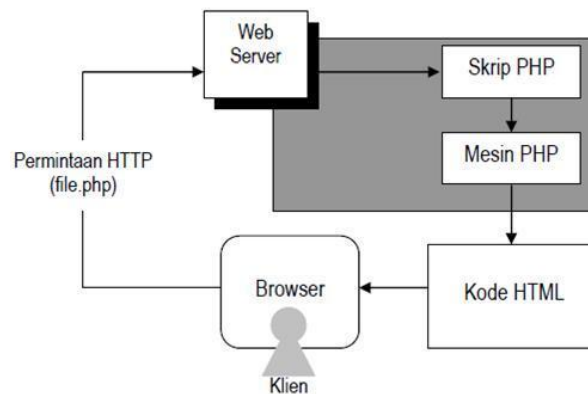 Web
Server
Skrip PHP
Mesin PHP
Permintaan HTTP
(file.php)
Browser
Kode HTML
Klien